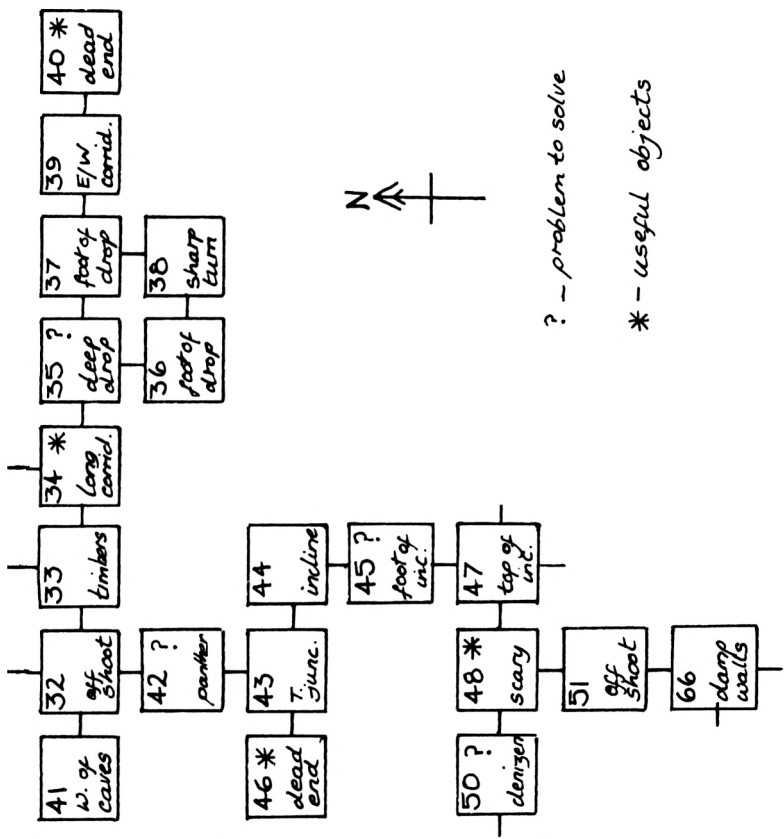 40 *
dead
end
39
E/W
corrid.
37
foot of
drop
38
sharp
turn
35 ?
deep
drop
36
foot of
drop
34 *
long
corrid.
33
timbers
32
off
shoot
41
W. of
caves
42 ?
panther
43
T.
junc.
44
incline
45 ?
foot of
inc.
46 *
dead
end
47
top of
inc.
48 *
scary
50 ?
denizen
51
off
shoot
66
damp
walls
N
? - problem to solve
* - useful objects